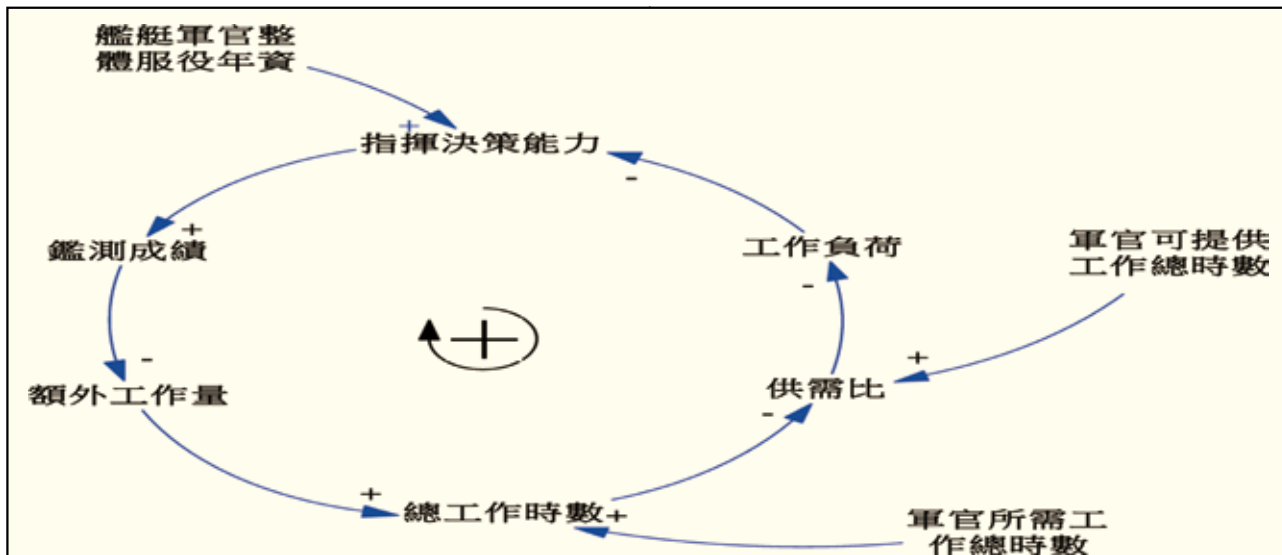 艦艇軍官整
體服役年資
+
指揮決策能力
-
+
鑑測成績
工作負荷
軍官可提供
工作總時數
-
+
-
+
額外工作量
供需比
-
+
總工作時數+
軍官所需工
作總時數